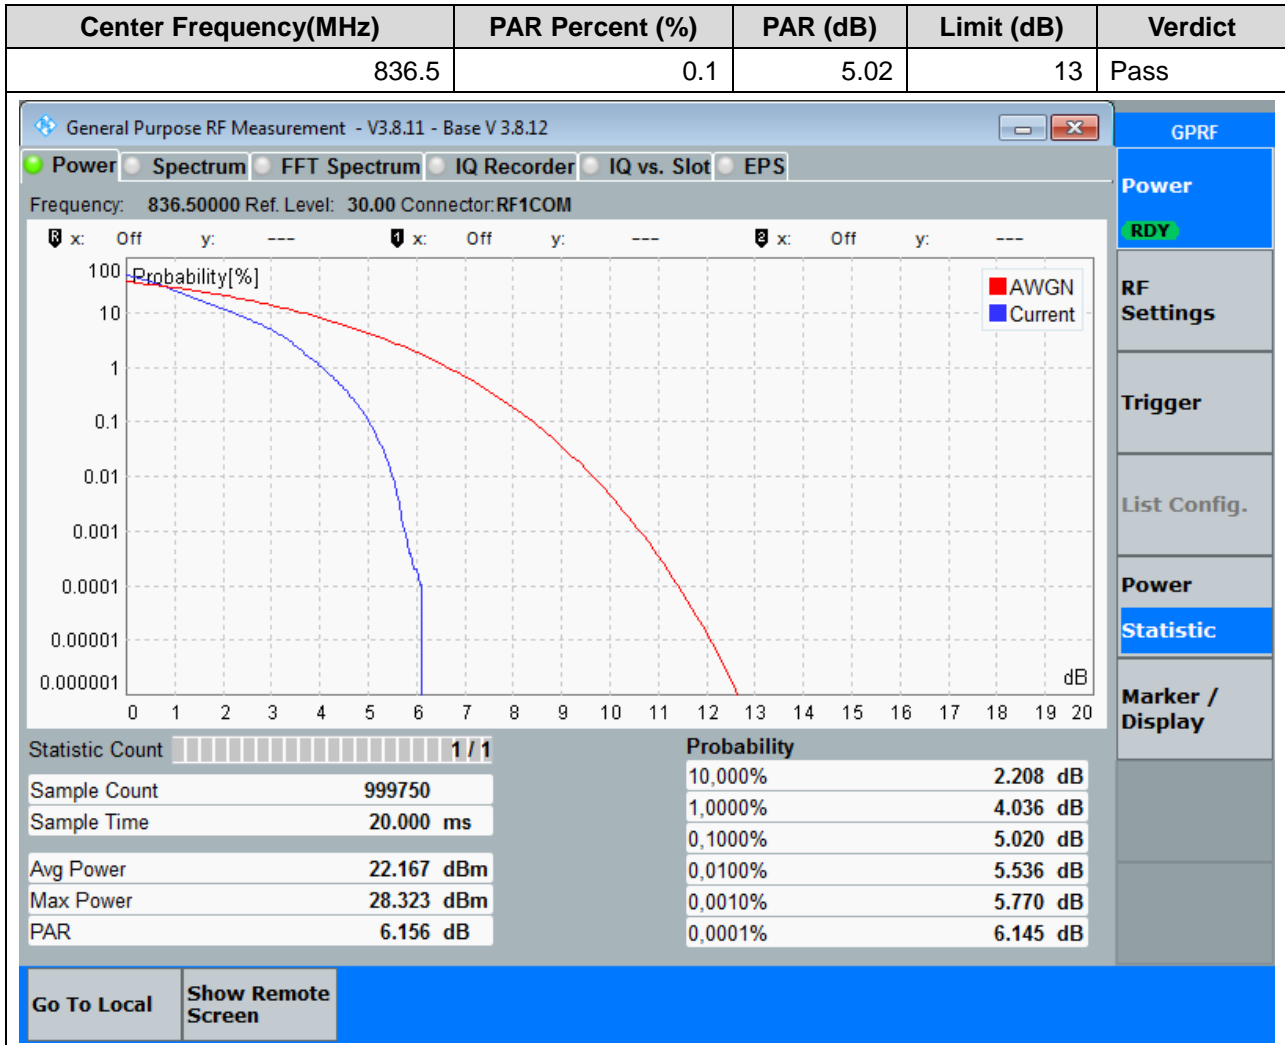 Center Frequency(MHz) PAR Percent (%) PAR (dB) Limit (dB) Verdict
836.5 0.1 5.02 13 Pass
General Purpose RF Measurement - V3.8.11 - Base V 3.8.12
GPRF
Power Spectrum FFT Spectrum IQ Recorder IQ vs. Slot EPS
Frequency: 836.50000 Ref. Level: 30.00 Connector: RF1COM
R x: Off y: --- 1 x: Off y: --- 2 x: Off y: ---
Probability[%]
AWGN
Current
100
10
1
0.1
0.01
0.001
0.0001
0.00001
0.000001
dB
0 1 2 3 4 5 6 7 8 9 10 11 12 13 14 15 16 17 18 19 20
Statistic Count 1 / 1
Sample Count 999750
Sample Time 20.000 ms
Avg Power 22.167 dBm
Max Power 28.323 dBm
PAR 6.156 dB
Probability
10,000% 2.208 dB
1,0000% 4.036 dB
0,1000% 5.020 dB
0,0100% 5.536 dB
0,0010% 5.770 dB
0,0001% 6.145 dB
Power
RDY
RF
Settings
Trigger
List Config.
Power
Statistic
Marker /
Display
Go To Local
Show Remote
Screen